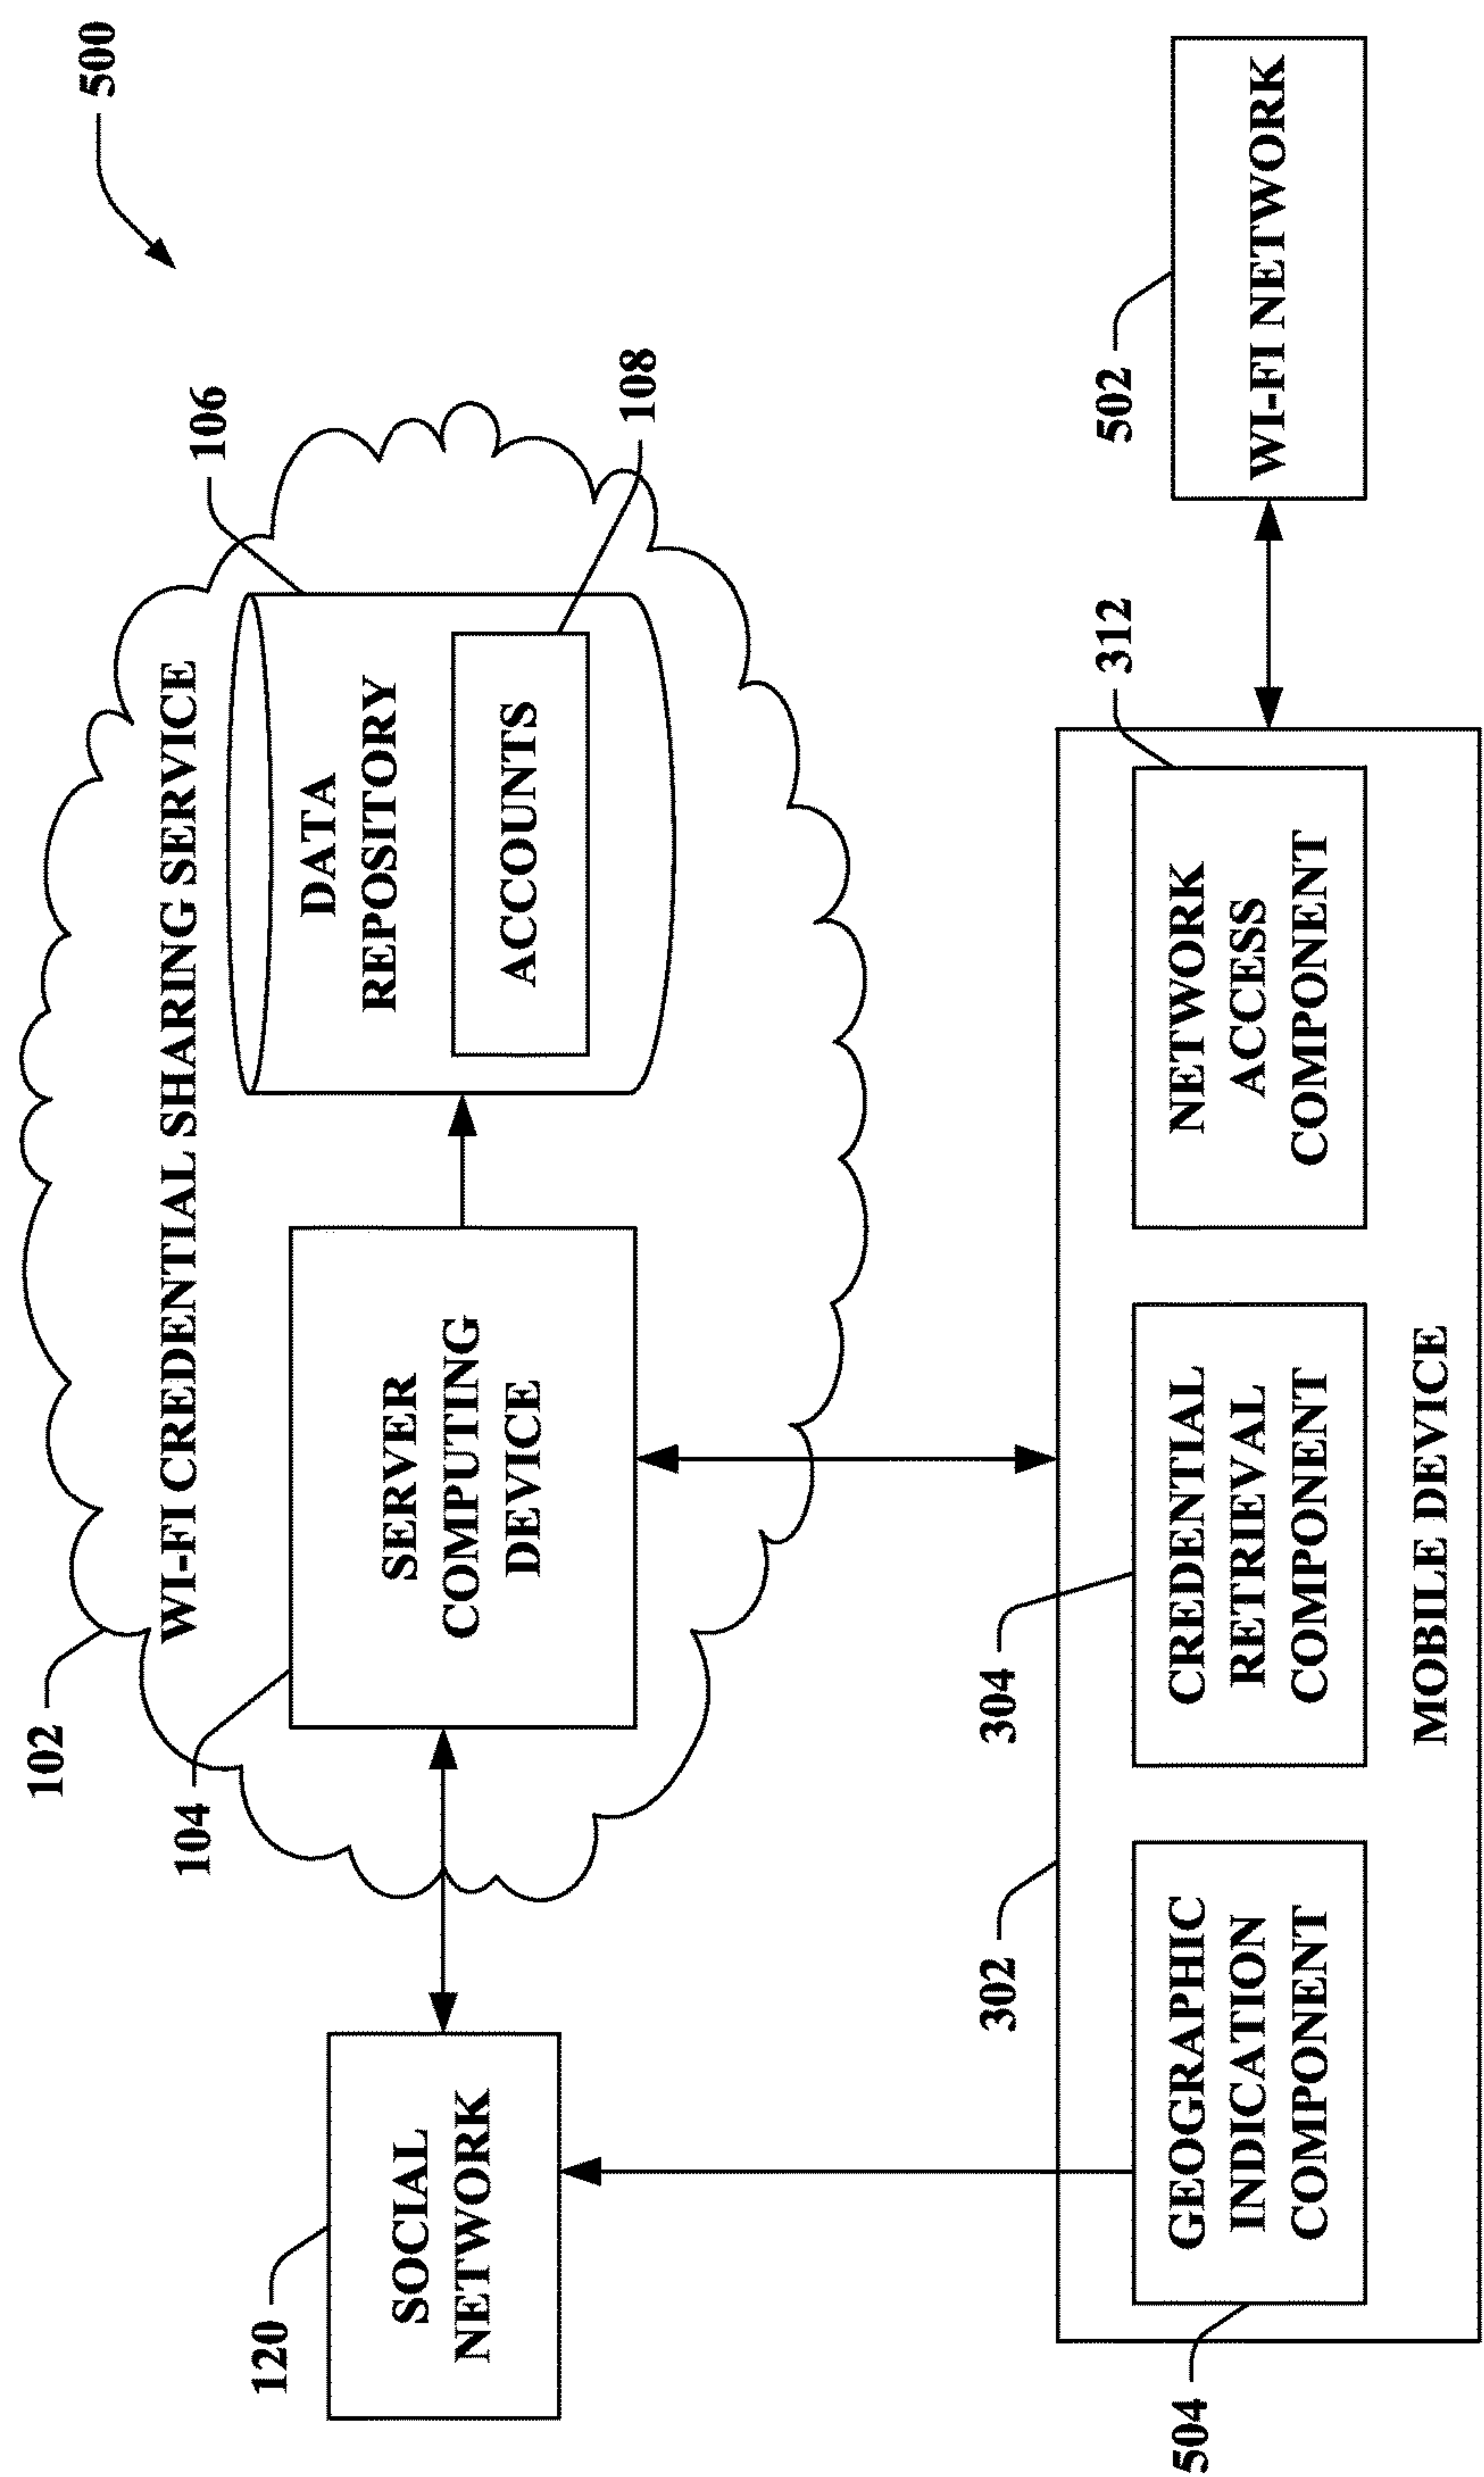 500
102
WI-FI CREDENTIAL SHARING SERVICE
106
104
SERVER
COMPUTING
DEVICE
DATA
REPOSITORY
ACCOUNTS
108
120
SOCIAL
NETWORK
302
304
312
502
504
GEOGRAPHIC
INDICATION
COMPONENT
CREDENTIAL
RETRIEVAL
COMPONENT
NETWORK
ACCESS
COMPONENT
MOBILE DEVICE
WI-FI NETWORK